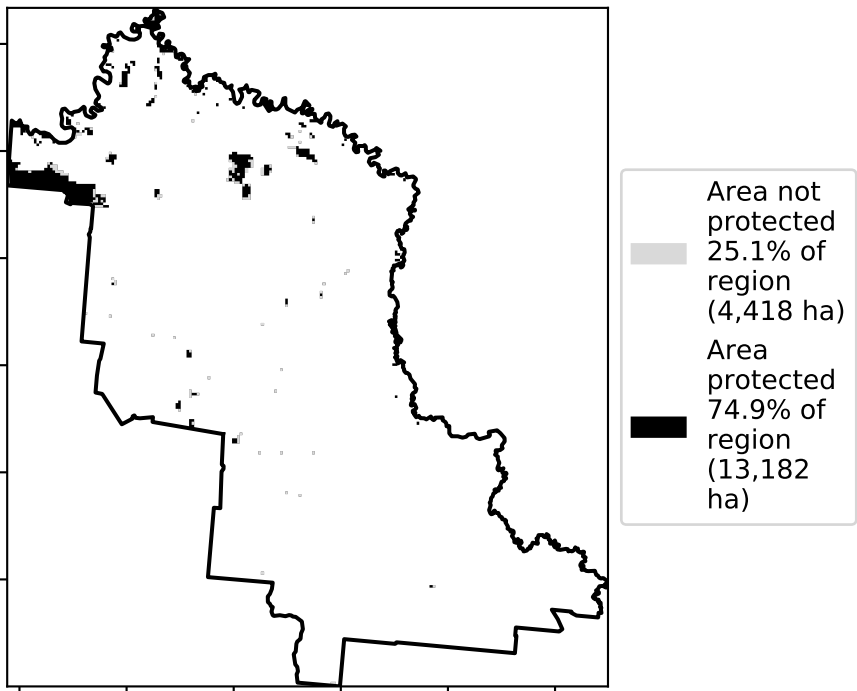 Area not
protected
25.1% of
region
(4,418 ha)
Area
protected
74.9% of
region
(13,182
ha)